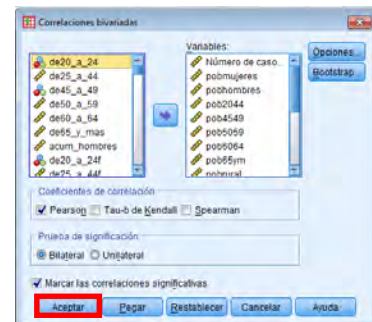 Correlaciones bivariadas
Variables:
de20_a_24
de25_a_44
de45_a_49
de50_a_59
de60_a_64
de65_y_mas
acum_hombres
de20_a_24f
de25_a_44f
Número de caso...
pobmujeres
pobhombres
pob2044
pob4549
pob5059
pob6064
pob65ym
pobrural
Opciones...
Bootstrap...
Coeficientes de correlación
Pearson Tau-b de Kendall Spearman
Prueba de significación
Bilateral Unilateral
Marcar las correlaciones significativas
Aceptar Pegar Restablecer Cancelar Ayuda